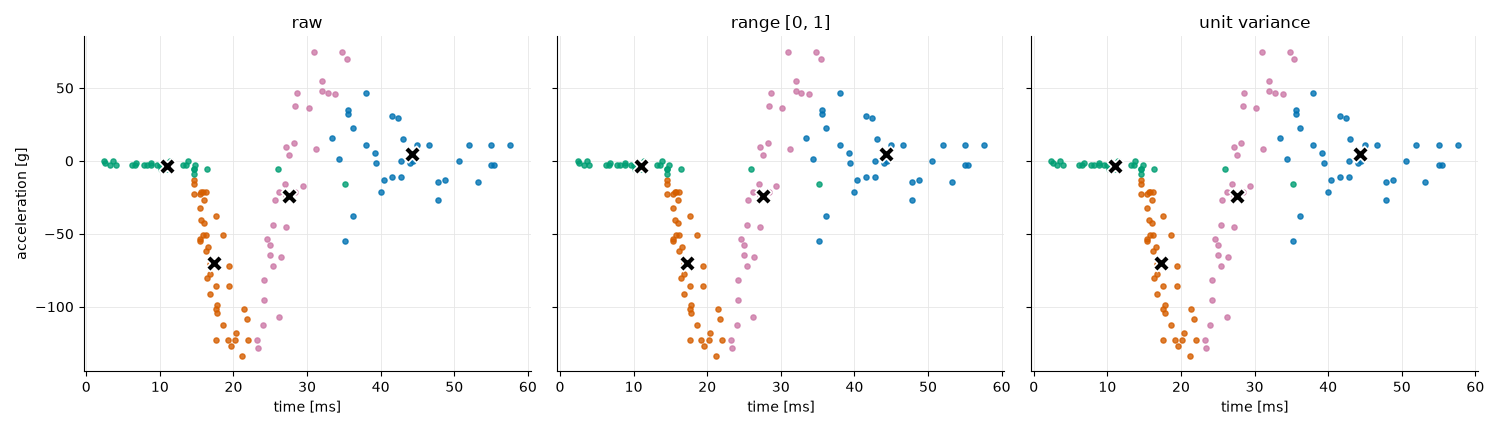 raw
range [0, 1]
unit variance
acceleration [g]
50
0
−50
−100
0 10 20 30 40 50 60
0 10 20 30 40 50 60
0 10 20 30 40 50 60
time [ms]
time [ms]
time [ms]